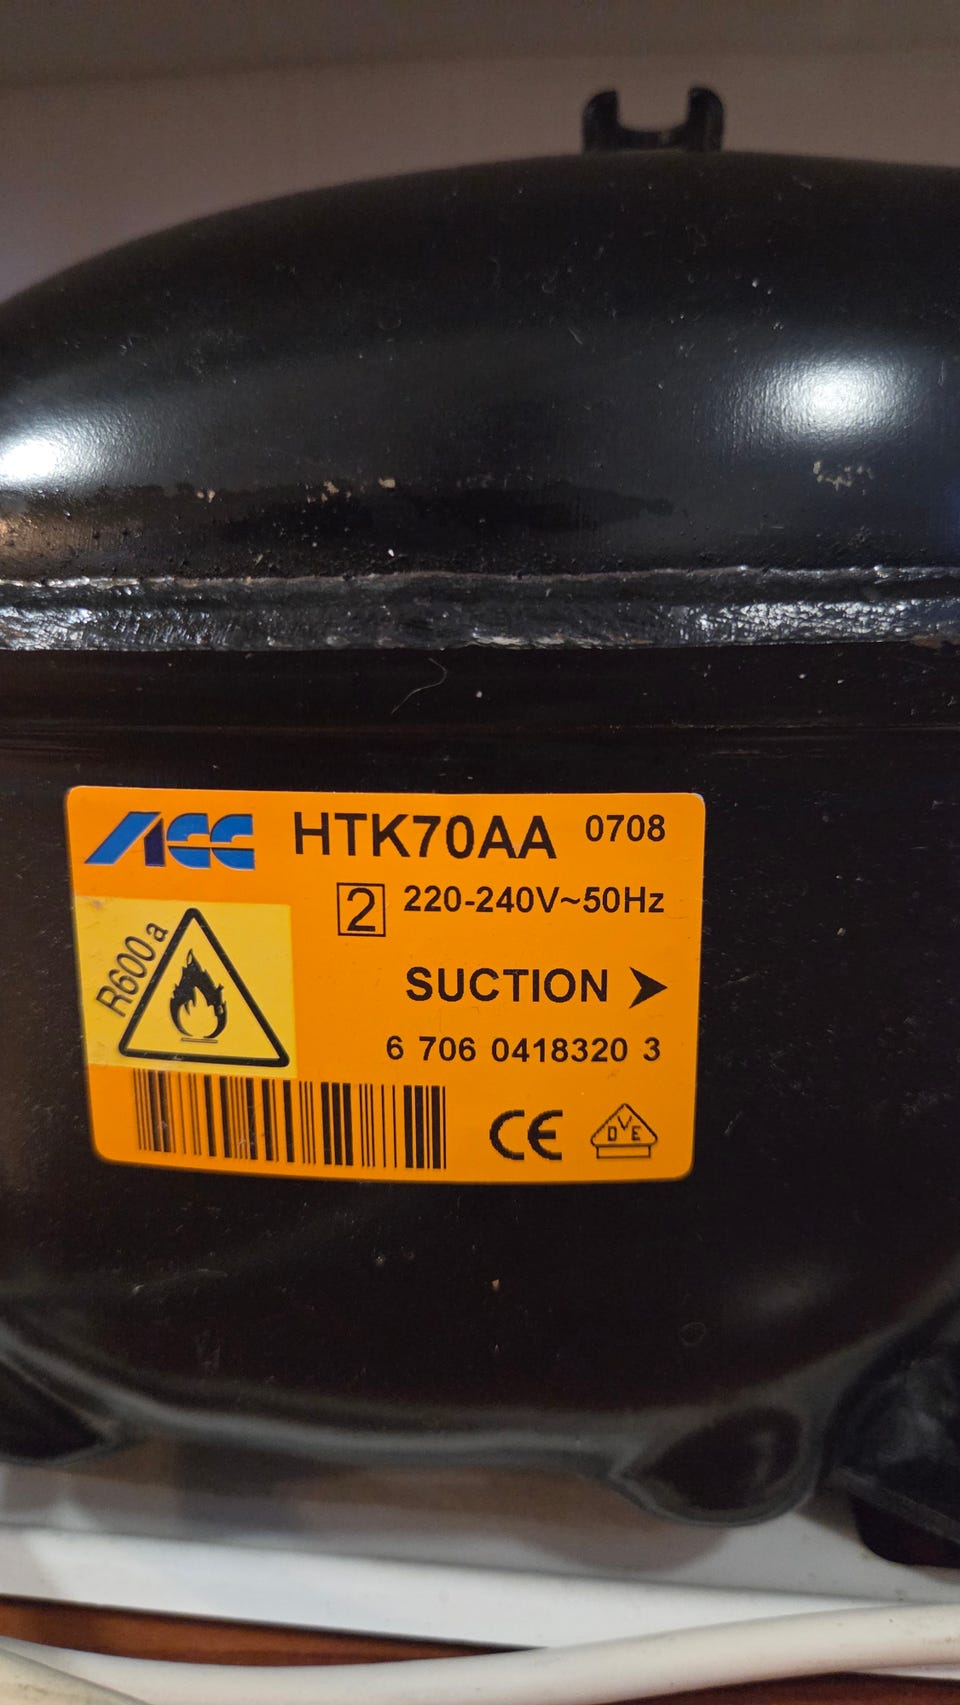 ACC HTK70AA 0708
2 220-240V~50Hz
R600a
SUCTION ➤
6 706 0418320 3
CE DVE